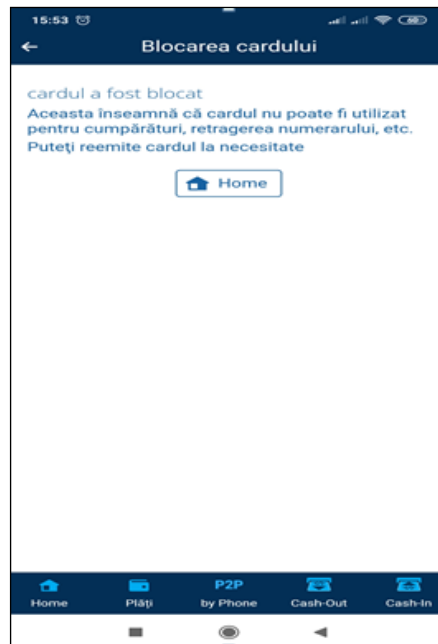 15:53
60
Blocarea cardului
cardul a fost blocat
Aceasta înseamnă că cardul nu poate fi utilizat
pentru cumpărături, retragerea numerarului, etc.
Puteţi reemite cardul la necesitate
Home
P2P
Home Plăţi by Phone Cash-Out Cash-In